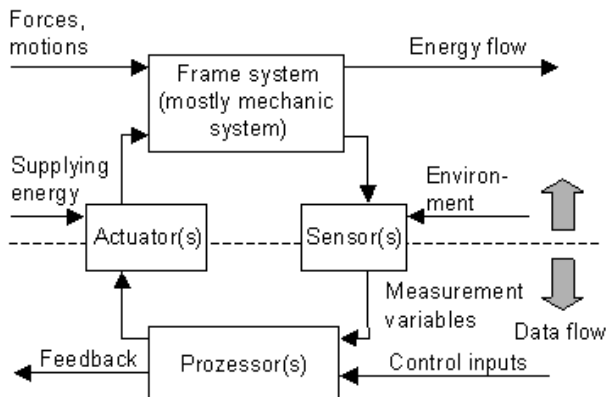 Forces,
motions
Energy flow
Frame system
(mostly mechanic
system)
Supplying
energy
Environ-
ment
Actuator(s)
Sensor(s)
Measurement
variables
Data flow
Feedback
Prozessor(s)
Control inputs